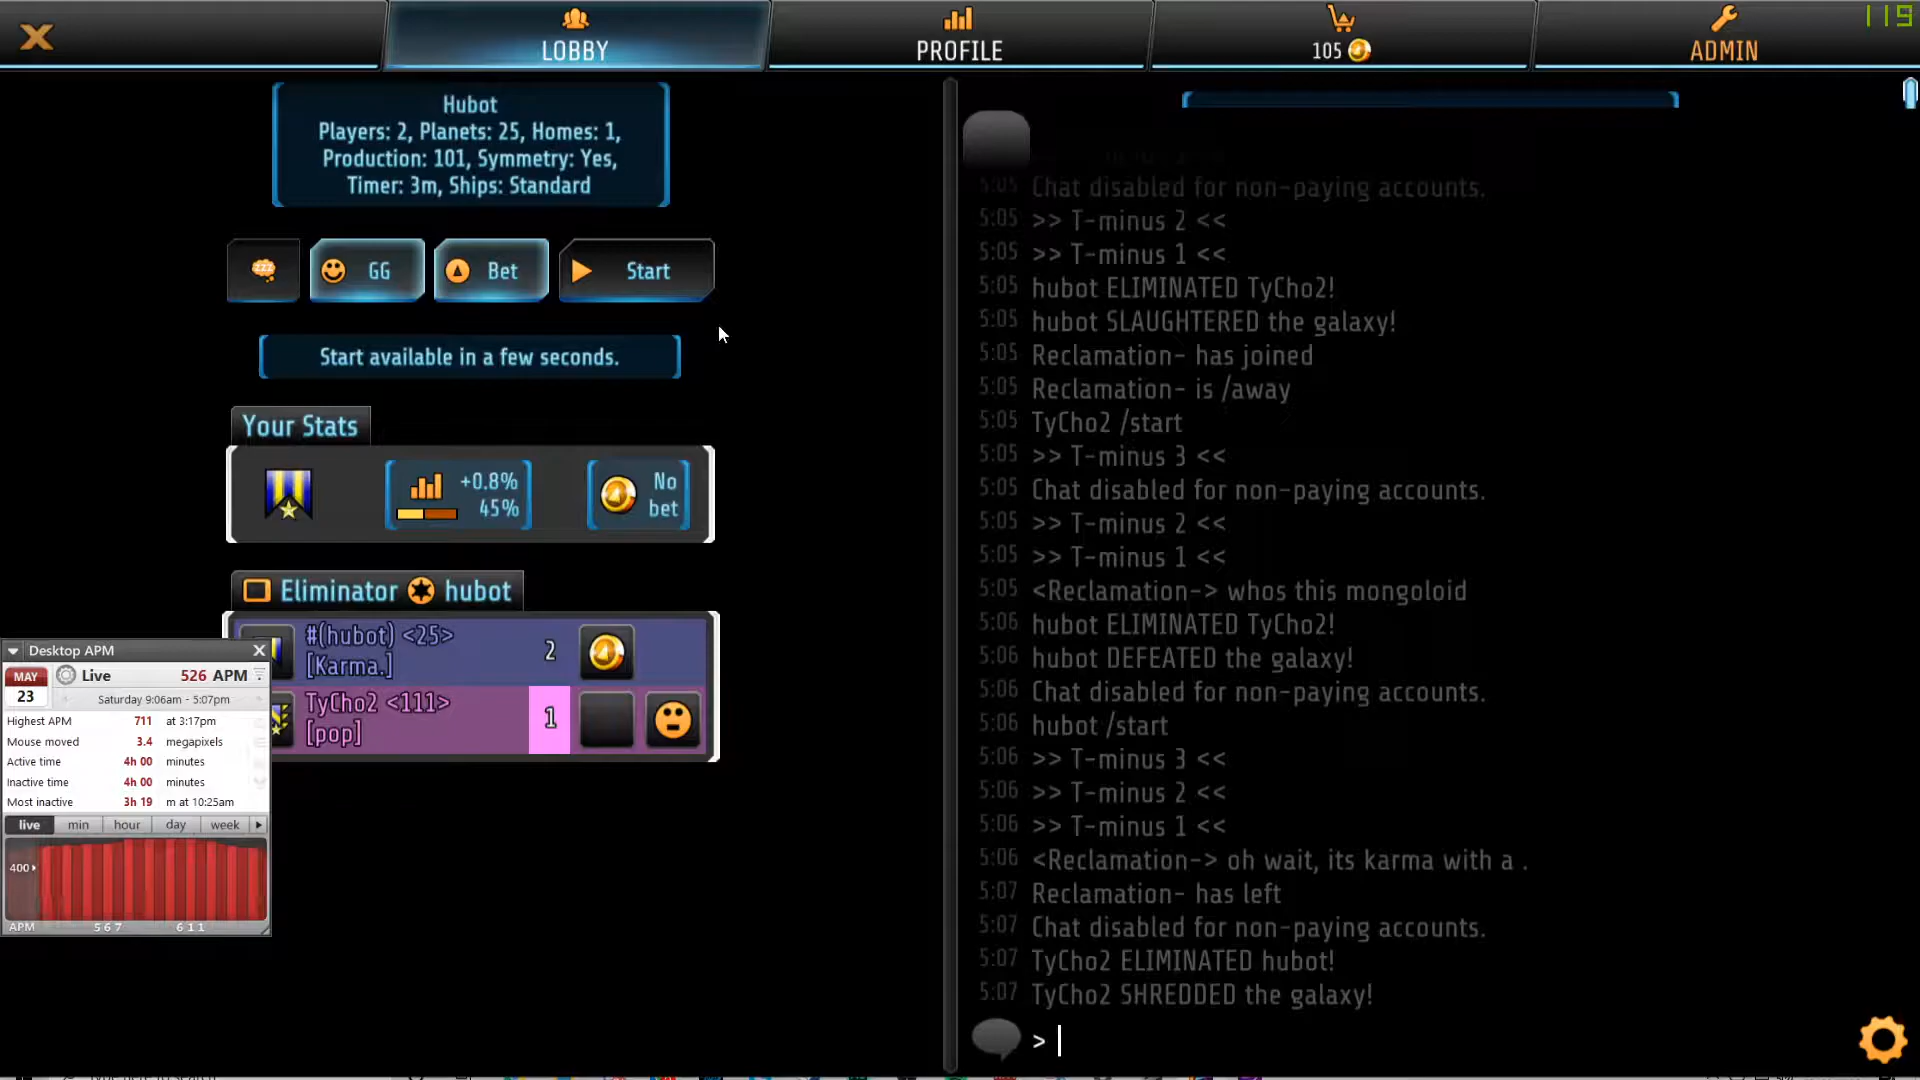 LOBBY
PROFILE
105
ADMIN
119
Hubot
Players: 2, Planets: 25, Homes: 1,
Production: 101, Symmetry: Yes,
Timer: 3m, Ships: Standard
zzz
GG
Bet
Start
Start available in a few seconds.
Your Stats
+0.8%
45%
No
bet
Eliminator hubot
#(hubot) <25> 2
[Karma.]
TyCho2 <111> 1
[pop]
Desktop APM
MAY
23
Live 526 APM
Saturday 9:06am - 5:07pm
Highest APM 711 at 3:17pm
Mouse moved 3.4 megapixels
Active time 4h 00 minutes
Inactive time 4h 00 minutes
Most inactive 3h 19 m at 10:25am
live min hour day week
400
APM 5 6 7 6 1 1
5:05 Chat disabled for non-paying accounts.
5:05 >> T-minus 2 <<
5:05 >> T-minus 1 <<
5:05 hubot ELIMINATED TyCho2!
5:05 hubot SLAUGHTERED the galaxy!
5:05 Reclamation- has joined
5:05 Reclamation- is /away
5:05 TyCho2 /start
5:05 >> T-minus 3 <<
5:05 Chat disabled for non-paying accounts.
5:05 >> T-minus 2 <<
5:05 >> T-minus 1 <<
5:05 <Reclamation-> whos this mongoloid
5:06 hubot ELIMINATED TyCho2!
5:06 hubot DEFEATED the galaxy!
5:06 Chat disabled for non-paying accounts.
5:06 hubot /start
5:06 >> T-minus 3 <<
5:06 >> T-minus 2 <<
5:06 >> T-minus 1 <<
5:06 <Reclamation-> oh wait, its karma with a .
5:07 Reclamation- has left
5:07 Chat disabled for non-paying accounts.
5:07 TyCho2 ELIMINATED hubot!
5:07 TyCho2 SHREDDED the galaxy!
>